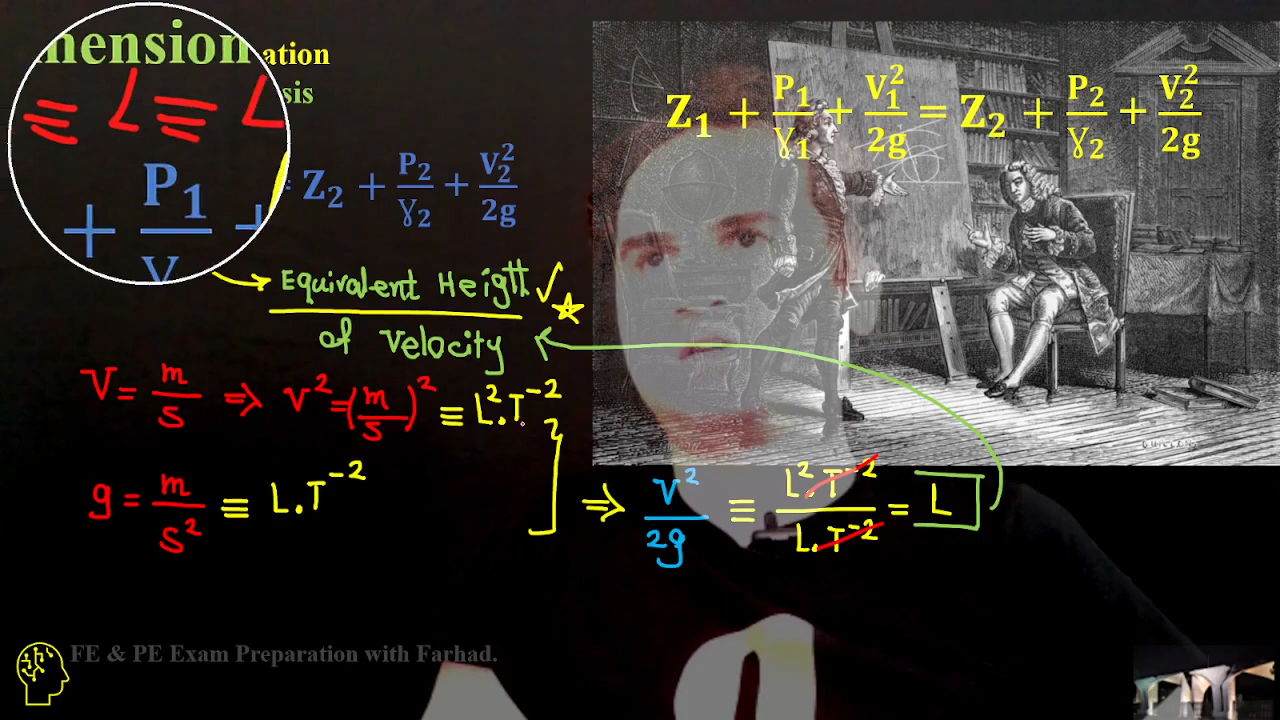 mension
ation
sis
≡ L ≡ L
+ P₁/γ +
= Z₂ + P₂/γ₂ + V₂²/2g
Z₁ + P₁/γ₁ + V₁²/2g = Z₂ + P₂/γ₂ + V₂²/2g
Equivalent Height ✓
of Velocity
V = m/s ⇒ V² = (m/s)² ≡ L².T⁻²
g = m/s² ≡ L.T⁻²
⇒ V²/2g ≡ L².T⁻²/L.T⁻² = L
FE & PE Exam Preparation with Farhad.